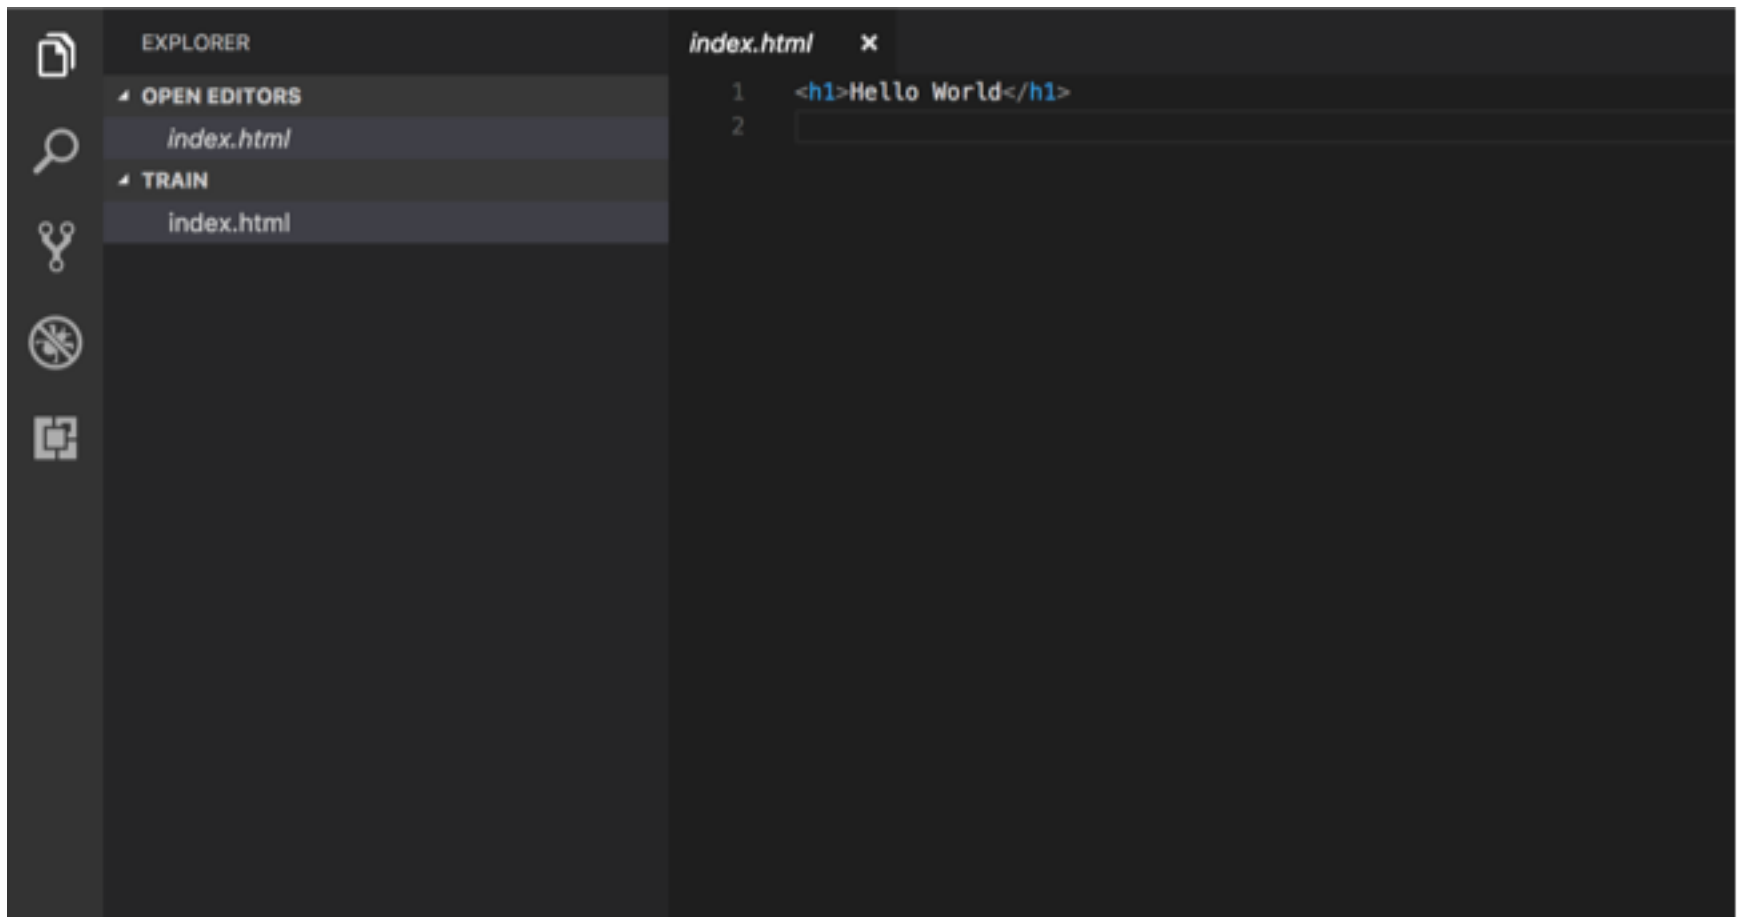 EXPLORER
OPEN EDITORS
index.html
TRAIN
index.html
index.html ×
1 <h1>Hello World</h1>
2